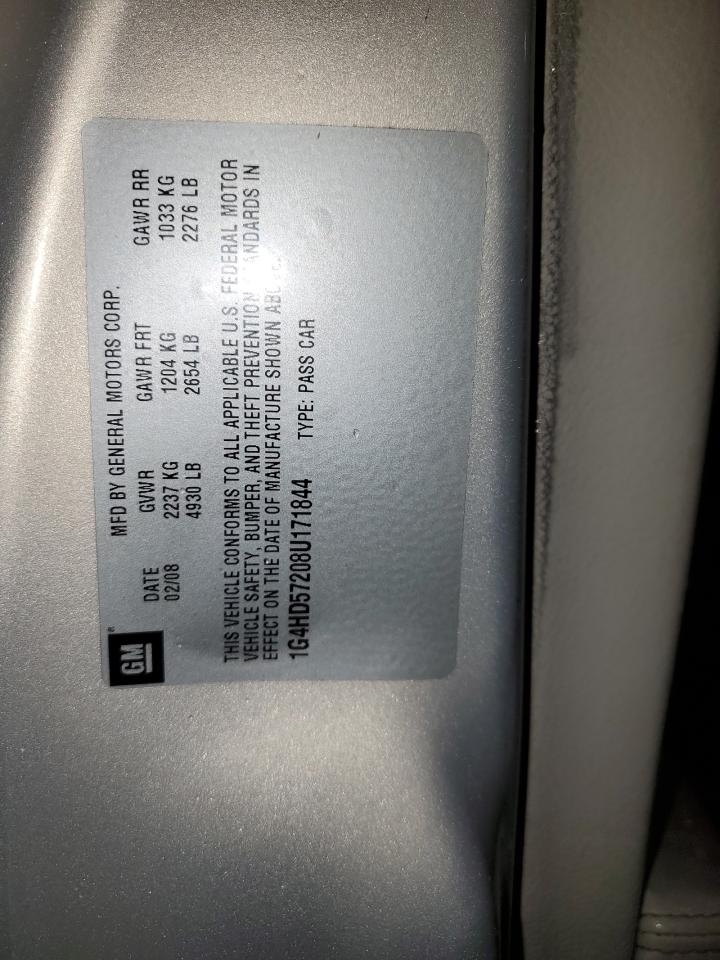 GM®
MFD BY GENERAL MOTORS CORP.
DATE GVWR GAWR FRT GAWR RR
02/08 2237 KG 1204 KG 1033 KG
4930 LB 2654 LB 2276 LB
THIS VEHICLE CONFORMS TO ALL APPLICABLE U.S. FEDERAL MOTOR
VEHICLE SAFETY, BUMPER, AND THEFT PREVENTION STANDARDS IN
EFFECT ON THE DATE OF MANUFACTURE SHOWN
1G4HD57208U171844 TYPE: PASS CAR